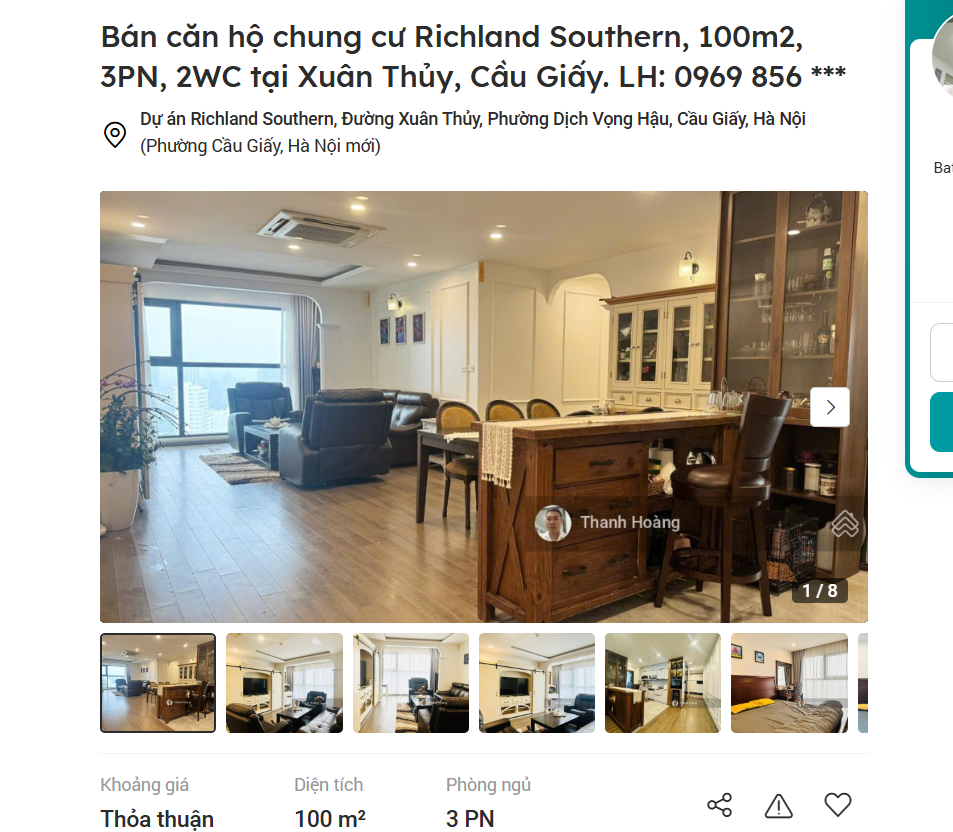 Bán căn hộ chung cư Richland Southern, 100m2,
3PN, 2WC tại Xuân Thủy, Cầu Giấy. LH: 0969 856 ***
Dự án Richland Southern, Đường Xuân Thủy, Phường Dịch Vọng Hậu, Cầu Giấy, Hà Nội
(Phường Cầu Giấy, Hà Nội mới)
Thanh Hoàng
1 / 8
Khoảng giá
Diện tích
Phòng ngủ
Thỏa thuận
100 m²
3 PN